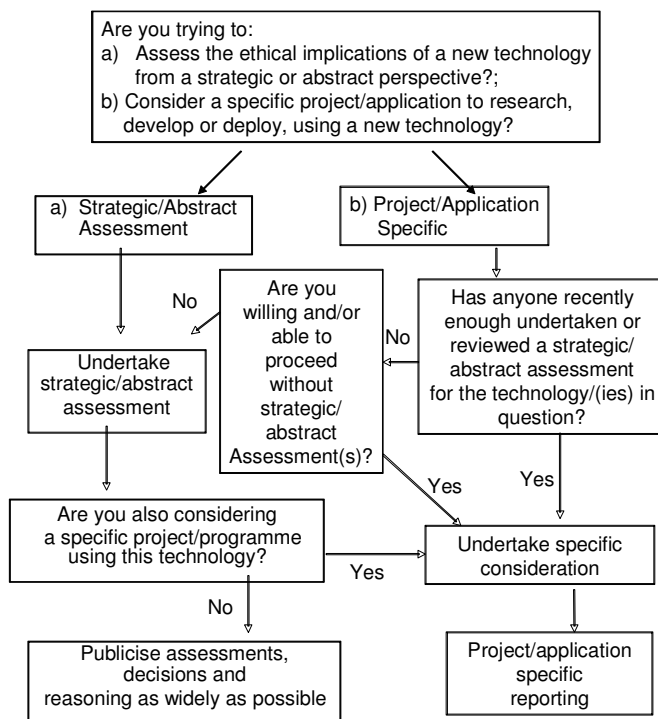 Are you trying to:
a) Assess the ethical implications of a new technology
from a strategic or abstract perspective?;
b) Consider a specific project/application to research,
develop or deploy, using a new technology?
a) Strategic/Abstract
Assessment
b) Project/Application
Specific
No
Are you
willing and/or
able to
proceed
without
strategic/
abstract
Assessment(s)?
No
Has anyone recently
enough undertaken or
reviewed a strategic/
abstract assessment
for the technology/(ies) in
question?
Undertake
strategic/abstract
assessment
Yes
Yes
Are you also considering
a specific project/programme
using this technology?
Yes
Undertake specific
consideration
No
Publicise assessments,
decisions and
reasoning as widely as possible
Project/application
specific
reporting